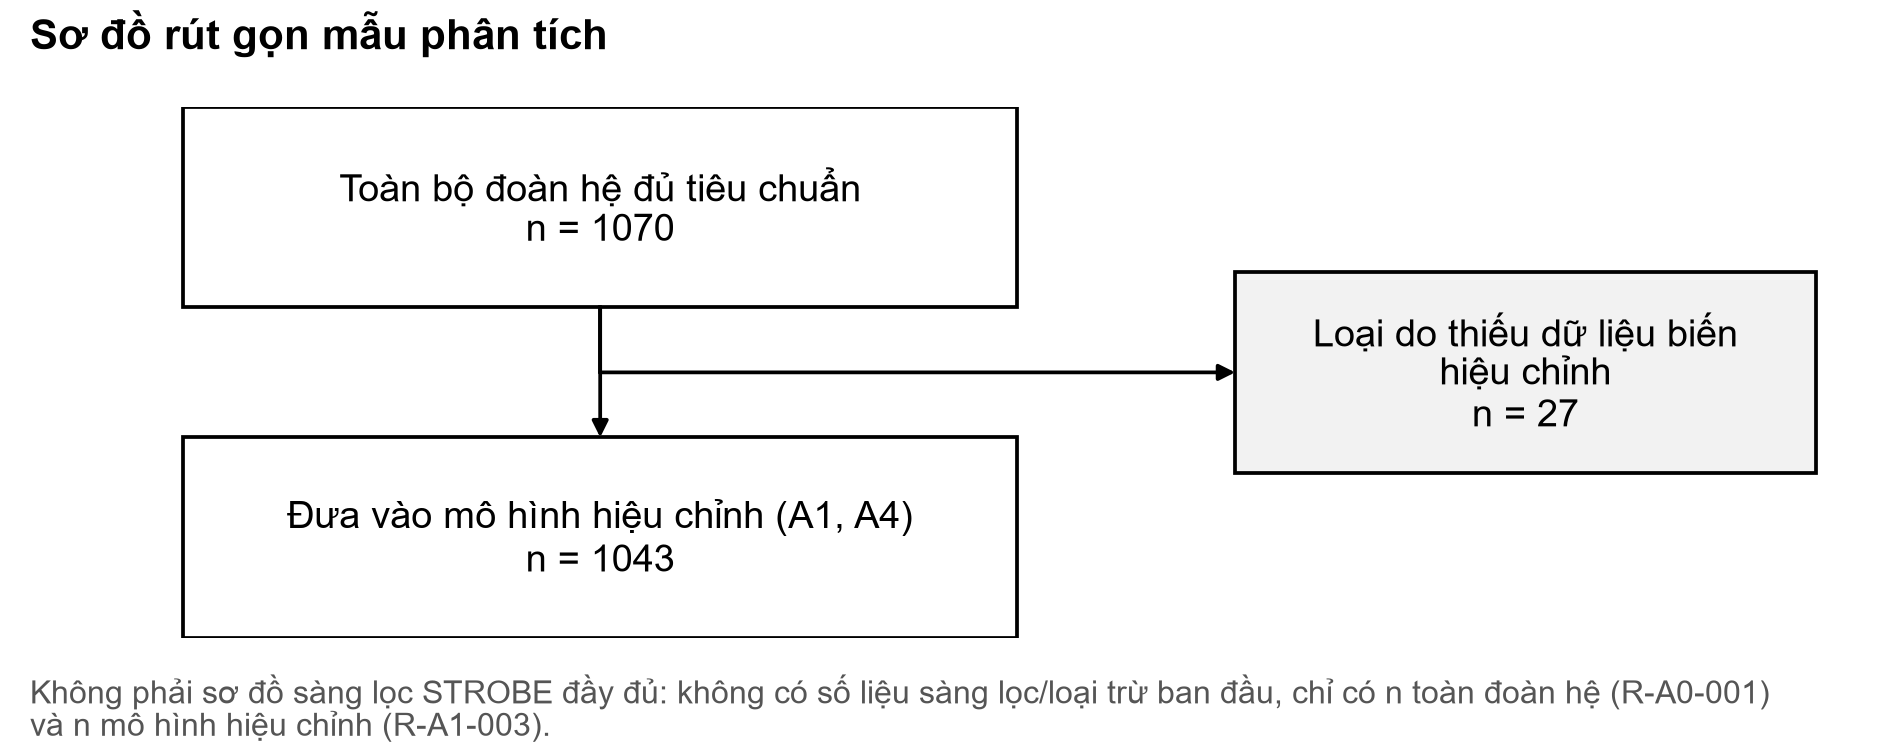 Sơ đồ rút gọn mẫu phân tích
Toàn bộ đoàn hệ đủ tiêu chuẩn
n = 1070
Loại do thiếu dữ liệu biến
hiệu chỉnh
n = 27
Đưa vào mô hình hiệu chỉnh (A1, A4)
n = 1043
Không phải sơ đồ sàng lọc STROBE đầy đủ: không có số liệu sàng lọc/loại trừ ban đầu, chỉ có n toàn đoàn hệ (R-A0-001)
và n mô hình hiệu chỉnh (R-A1-003).